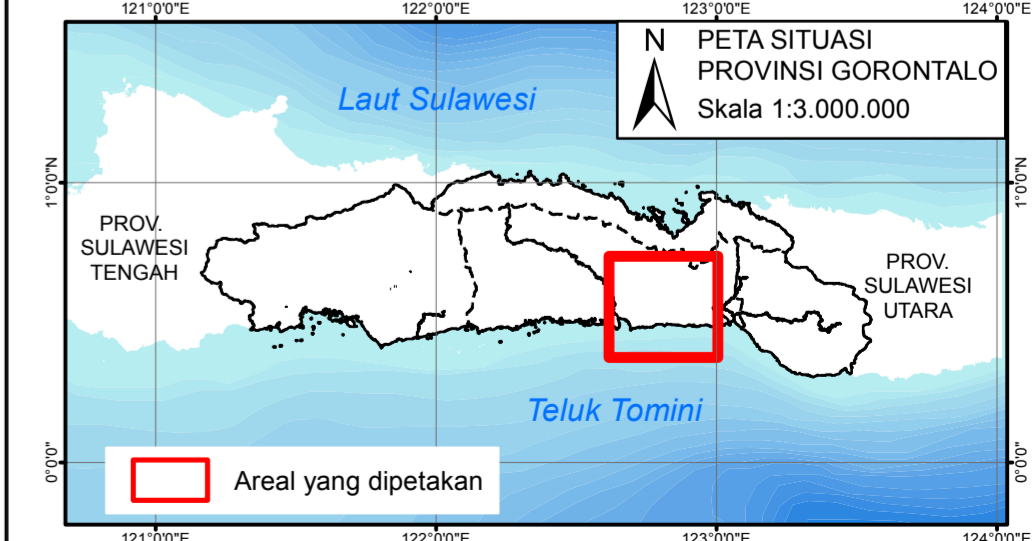 121°0'0"E 122°0'0"E 123°0'0"E 124°0'0"E
N
PETA SITUASI
PROVINSI GORONTALO
Skala 1:3.000.000
Laut Sulawesi
1°0'0"N
1°0'0"N
PROV.
SULAWESI
TENGAH
PROV.
SULAWESI
UTARA
Teluk Tomini
0°0'0"
0°0'0"
Areal yang dipetakan
121°0'0"E 122°0'0"E 123°0'0"E 124°0'0"E